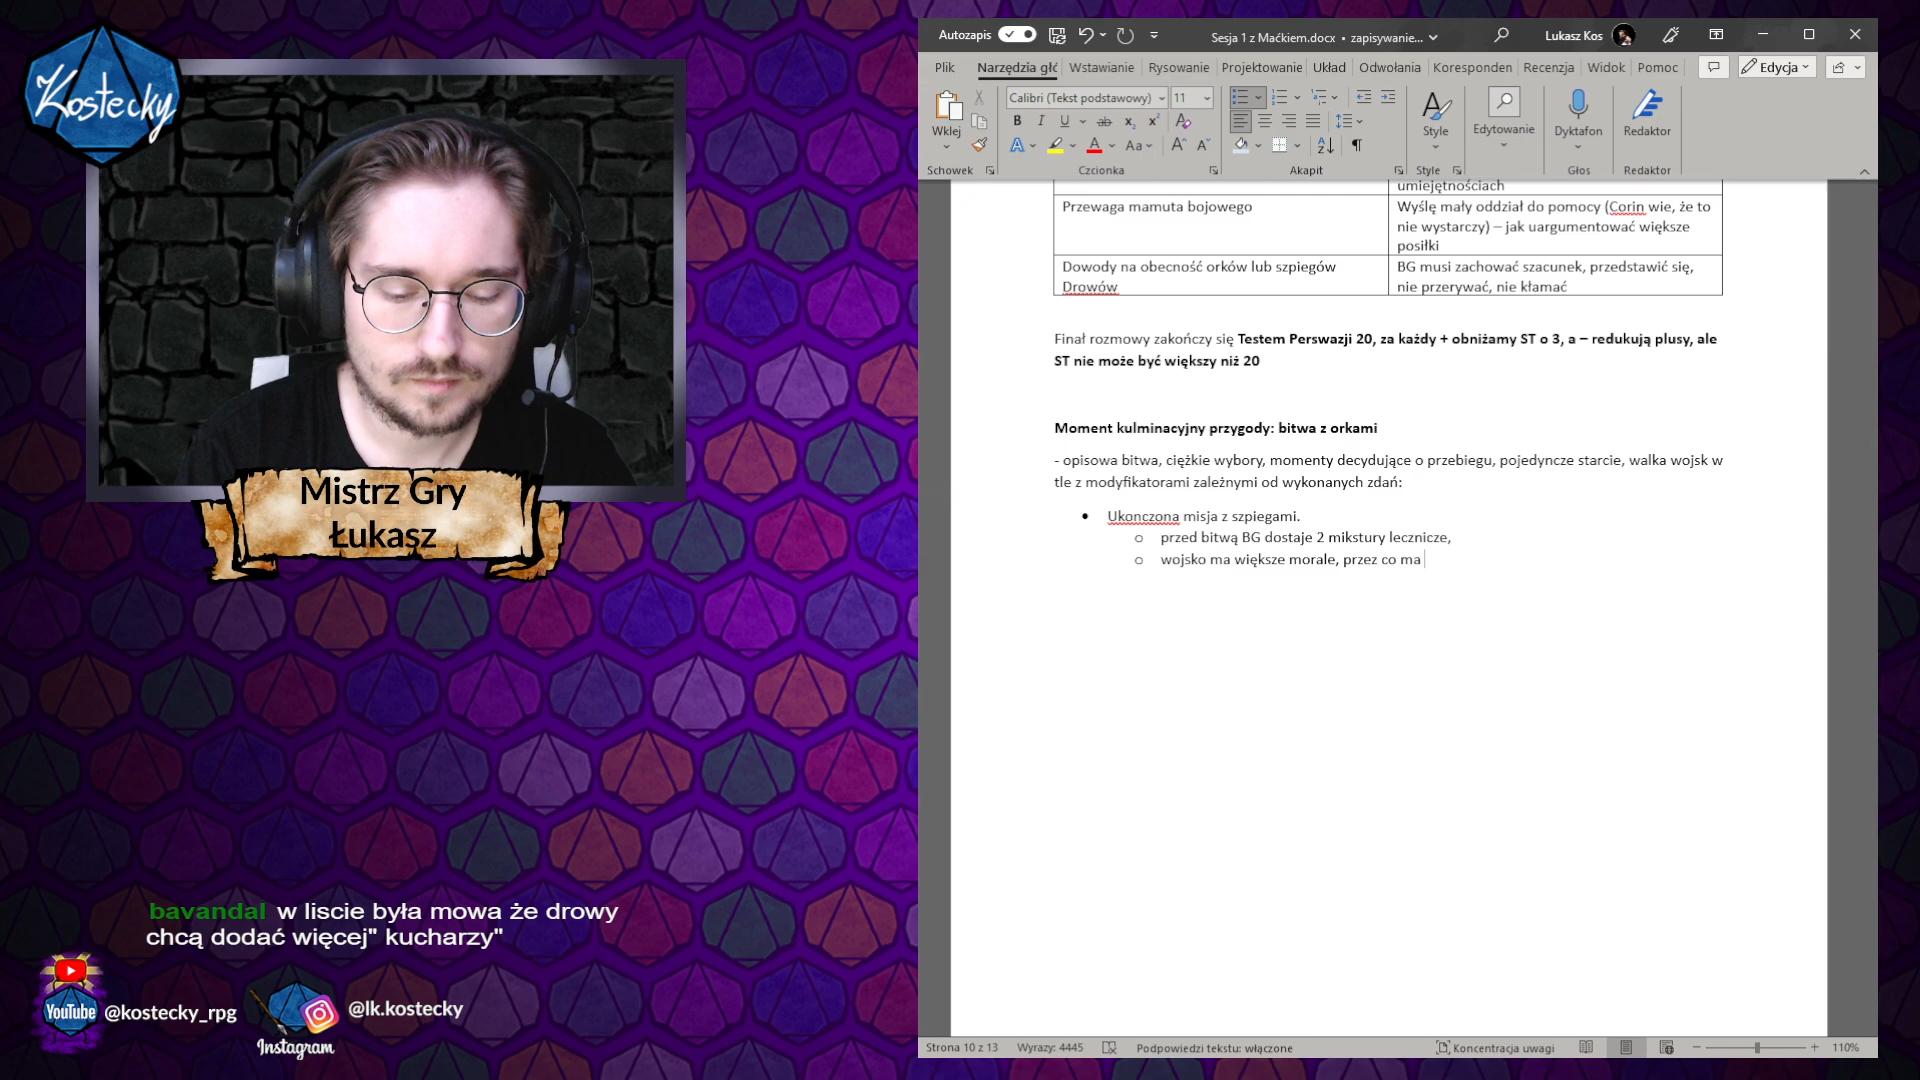 Kostecky
Mistrz Gry
Łukasz
bavandal w liscie była mowa że drowy
chcą dodać więcej" kucharzy"
YouTube @kostecky_rpg
Instagram @lk.kostecky
Autozapis
Sesja 1 z Maćkiem.docx • zapisywanie...
Lukasz Kos
Plik Narzędzia głó Wstawianie Rysowanie Projektowanie Układ Odwołania Koresponden Recenzja Widok Pomoc Edycja
Wklej
Calibri (Tekst podstawowy) 11
Style Edytowanie Dyktafon Redaktor
Schowek Czcionka Akapit Style Głos Redaktor
umiejętnościach
Przewaga mamuta bojowego
Wyślę mały oddział do pomocy (Corin wie, że to
nie wystarczy) – jak uargumentować większe
posiłki
Dowody na obecność orków lub szpiegów
Drowów
BG musi zachować szacunek, przedstawić się,
nie przerywać, nie kłamać
Finał rozmowy zakończy się Testem Perswazji 20, za każdy + obniżamy ST o 3, a – redukują plusy, ale
ST nie może być większy niż 20
Moment kulminacyjny przygody: bitwa z orkami
- opisowa bitwa, ciężkie wybory, momenty decydujące o przebiegu, pojedyncze starcie, walka wojsk w
tle z modyfikatorami zależnymi od wykonanych zdań:
• Ukonczona misja z szpiegami.
o przed bitwą BG dostaje 2 mikstury lecznicze,
o wojsko ma większe morale, przez co ma
Strona 10 z 13 Wyrazy: 4445 Podpowiedzi tekstu: włączone Koncentracja uwagi 110%